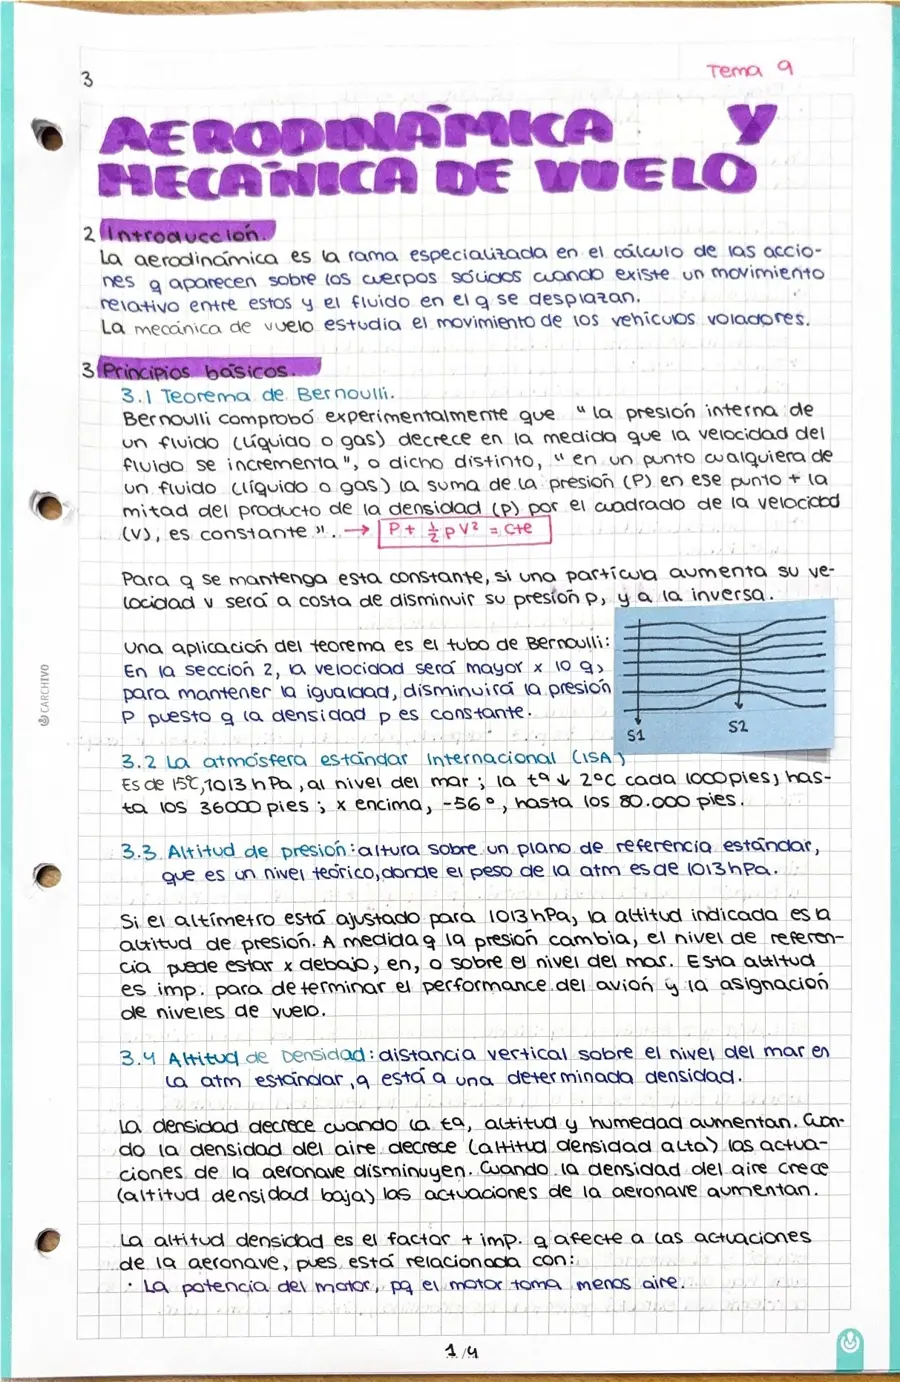 Tema 9
3
AERODINÁMICA Y
MECÁNICA DE VUELO
2 Introducción.
La aerodinámica es la rama especializada en el cálculo de las accio-
nes q aparecen sobre los cuerpos sólidos cuando existe un movimiento
relativo entre estos y el fluido en el q se desplazan.
La mecánica de vuelo estudia el movimiento de los vehículos voladores.
3 Principios básicos.
3.1 Teorema de Bernoulli.
Bernoulli comprobó experimentalmente que "la presión interna de
un fluido (líquido o gas) decrece en la medida que la velocidad del
fluido se incrementa", o dicho distinto, "en un punto cualquiera de
un fluido (líquido o gas) la suma de la presión (P) en ese punto + la
mitad del producto de la densidad (p) por el cuadrado de la velocidad
(V), es constante". → P + 1/2 p V² = Cte
Para q se mantenga esta constante, si una partícula aumenta su ve-
locidad v será a costa de disminuir su presión p, y a la inversa.
Una aplicación del teorema es el tubo de Bernoulli:
En la sección 2, la velocidad será mayor x lo q,
para mantener la igualdad, disminuirá la presión
P puesto q la densidad p es constante.
S1
S2
CARCHIVO
3.2 La atmósfera estándar Internacional (ISA)
Es de 15ºC, 1013 hPa, al nivel del mar; la tª ↓ 2ºC cada 1000 pies, has-
ta los 36000 pies; x encima, -56º, hasta los 80.000 pies.
3.3 Altitud de presión: altura sobre un plano de referencia estándar,
que es un nivel teórico, donde el peso de la atm es de 1013 hPa.
Si el altímetro está ajustado para 1013 hPa, la altitud indicada es la
altitud de presión. A medida q la presión cambia, el nivel de referen-
cia puede estar x debajo, en, o sobre el nivel del mar. Esta altitud
es imp. para determinar el performance del avión y la asignación
de niveles de vuelo.
3.4 Altitud de Densidad: distancia vertical sobre el nivel del mar en
la atm estándar, q está a una determinada densidad.
La densidad decrece cuando la tª, altitud y humedad aumentan. Cuan-
do la densidad del aire decrece (altitud densidad alta) las actua-
ciones de la aeronave disminuyen. Cuando la densidad del aire crece
(altitud densidad baja) las actuaciones de la aeronave aumentan.
La altitud densidad es el factor + imp. q afecte a las actuaciones
de la aeronave, pues está relacionada con:
· La potencia del motor, pq el motor toma menos aire.
1/4